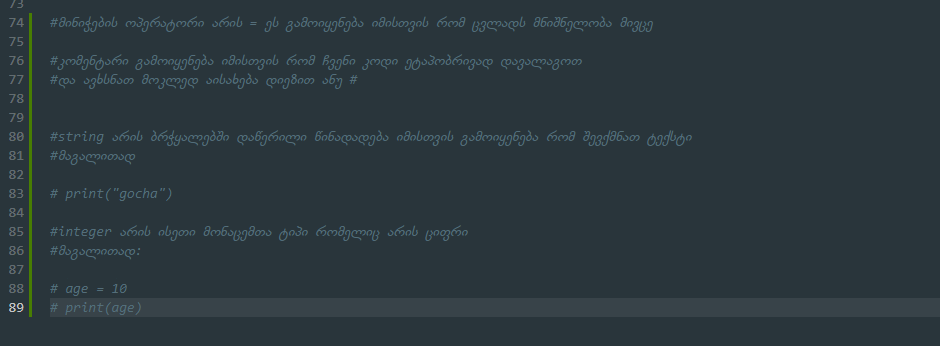 73
74 #მინიჭების ოპერატორი არის = ეს გამოიყენება იმისთვის რომ ცვლადს მნიშნელობა მივცე
75
76 #კომენტარი გამოიყენება იმისთვის რომ ჩვენი კოდი ეტაპობრივად დავალაგოთ
77 #და ავხსნათ მოკლედ აისახება დიეზით ანუ #
78
79
80 #string არის ბრჭყალებში დაწერილი წინადადება იმისთვის გამოიყენება რომ შევქმნათ ტექსტი
81 #მაგალითად
82
83 # print("gocha")
84
85 #integer არის ისეთი მონაცემთა ტიპი რომელიც არის ციფრი
86 #მაგალითად:
87
88 # age = 10
89 # print(age)